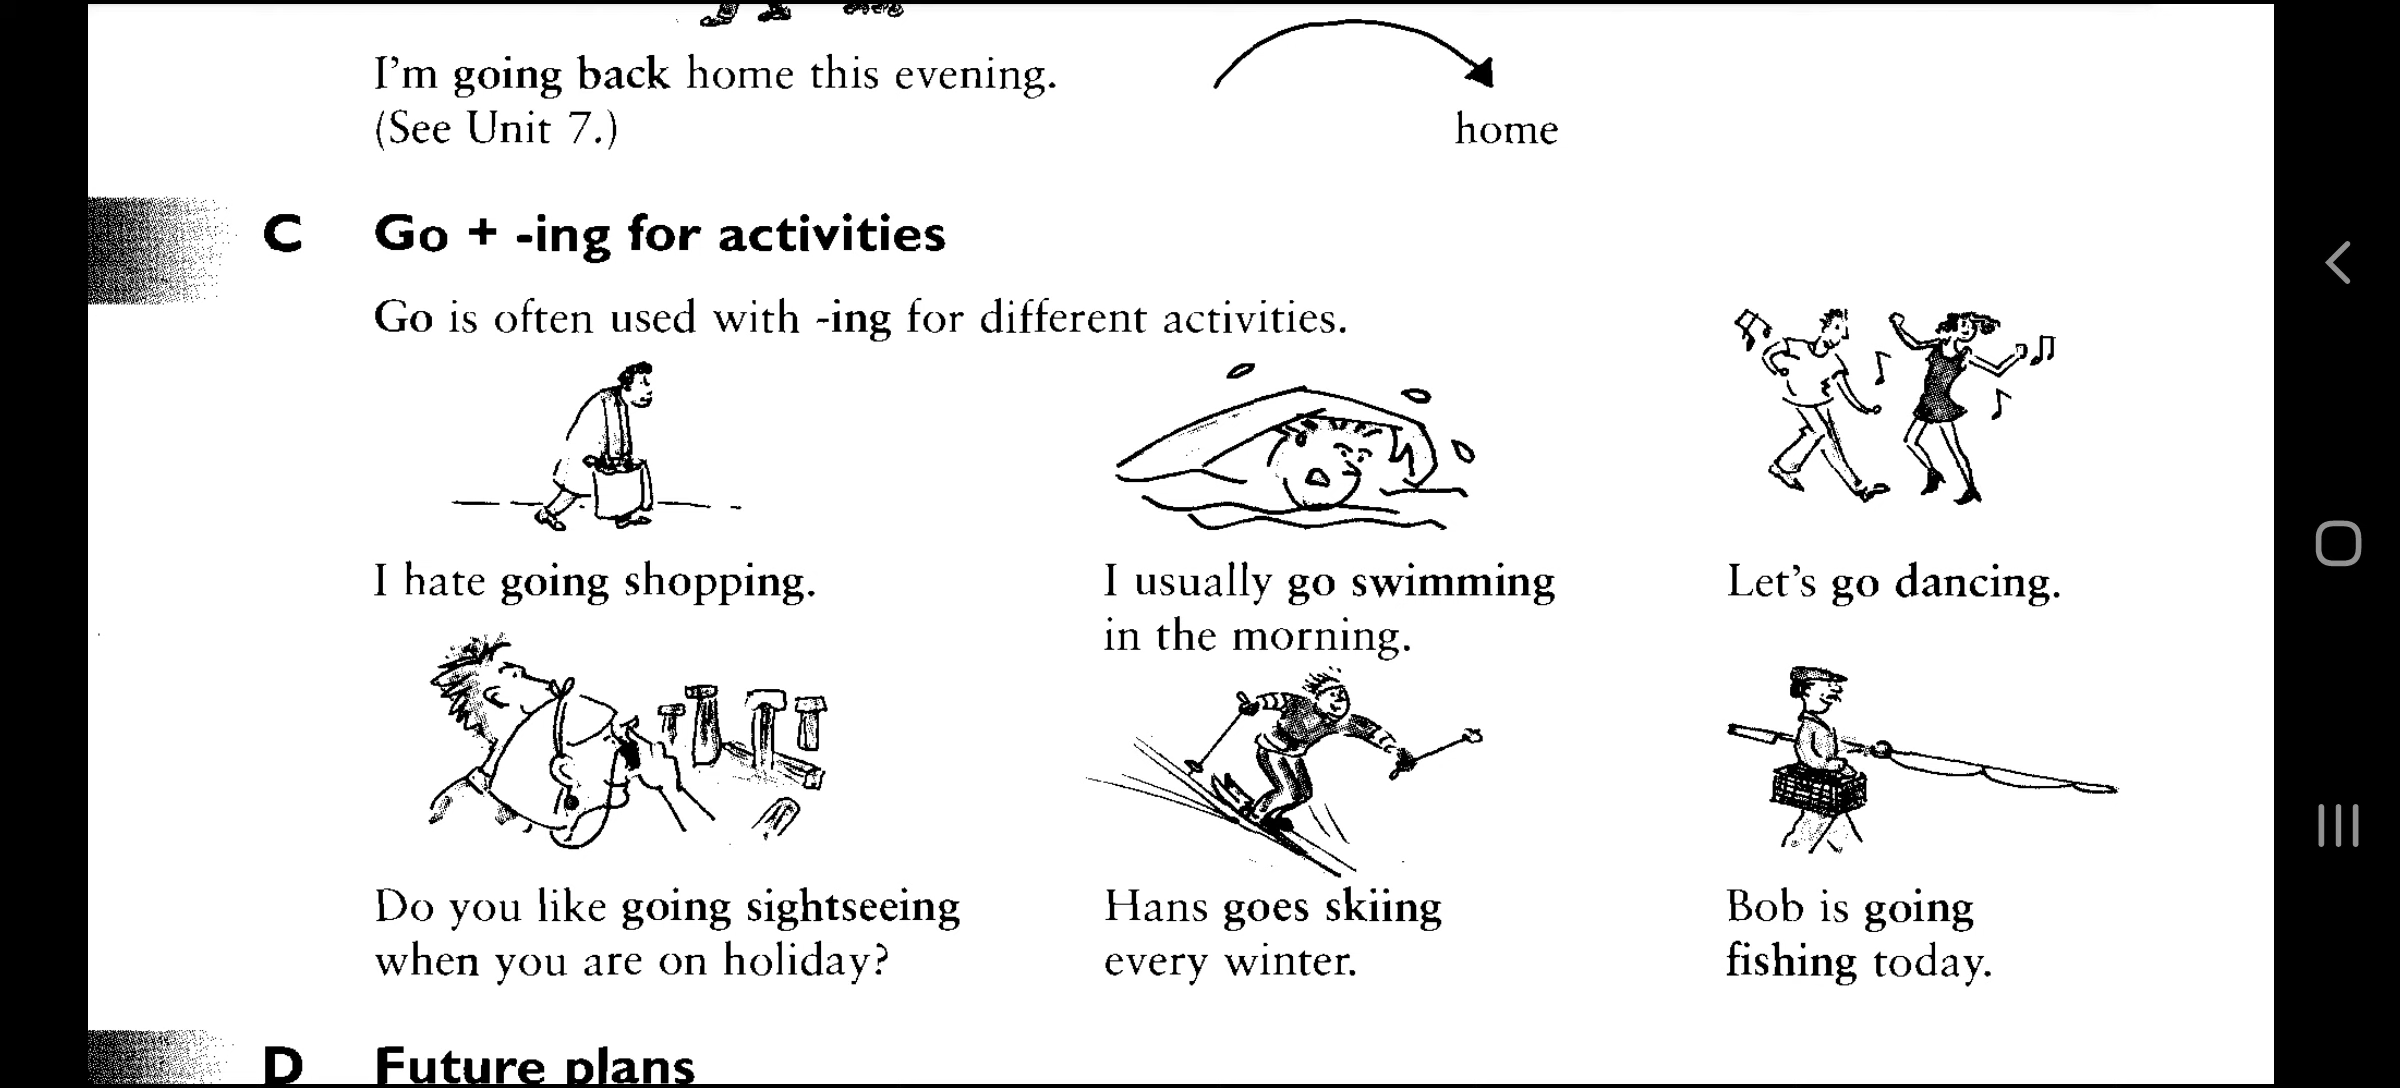 I'm going back home this evening.
(See Unit 7.)
home
C Go + -ing for activities
Go is often used with -ing for different activities.
I hate going shopping.
I usually go swimming
in the morning.
Let's go dancing.
Do you like going sightseeing
when you are on holiday?
Hans goes skiing
every winter.
Bob is going
fishing today.
D Future plans